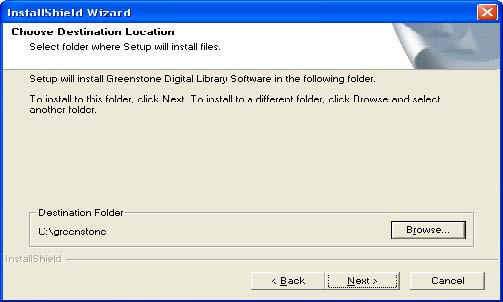 InstallShield Wizard
Choose Destination Location
Select folder where Setup will install files.
Setup will install Greenstone Digital Library Software in the following folder.
To install to this folder, click Next. To install to a different folder, click Browse and select
another folder.
Destination Folder
C:\greenstone
Browse...
InstallShield
< Back
Next >
Cancel